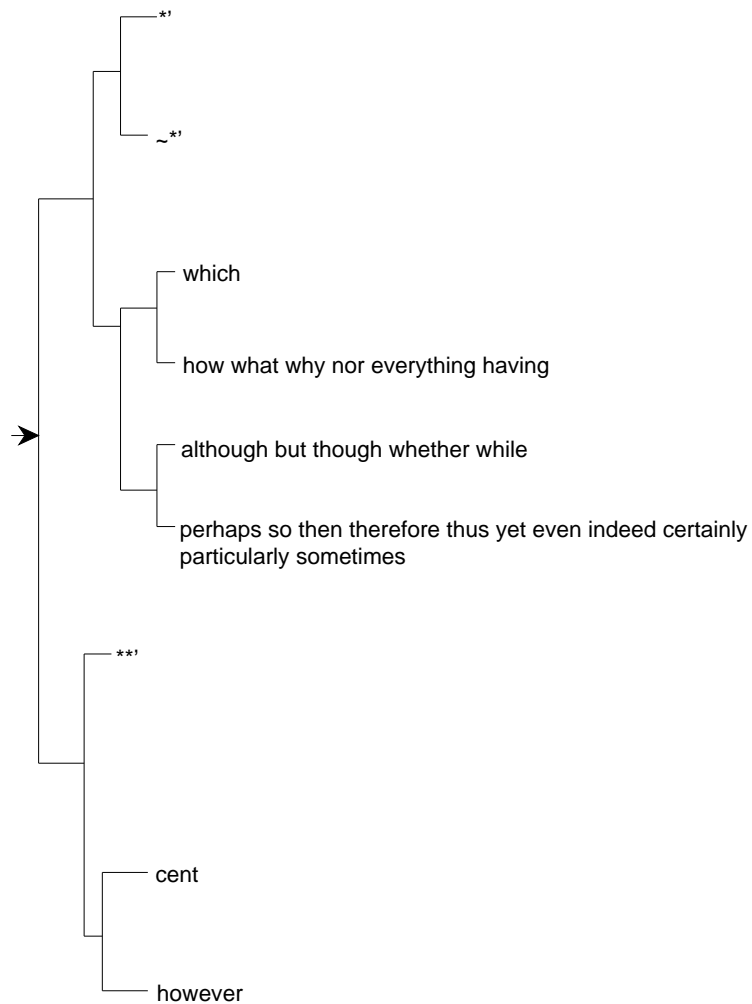 *’
~*’
which
how what why nor everything having
although but though whether while
perhaps so then therefore thus yet even indeed certainly
particularly sometimes
**’
cent
however